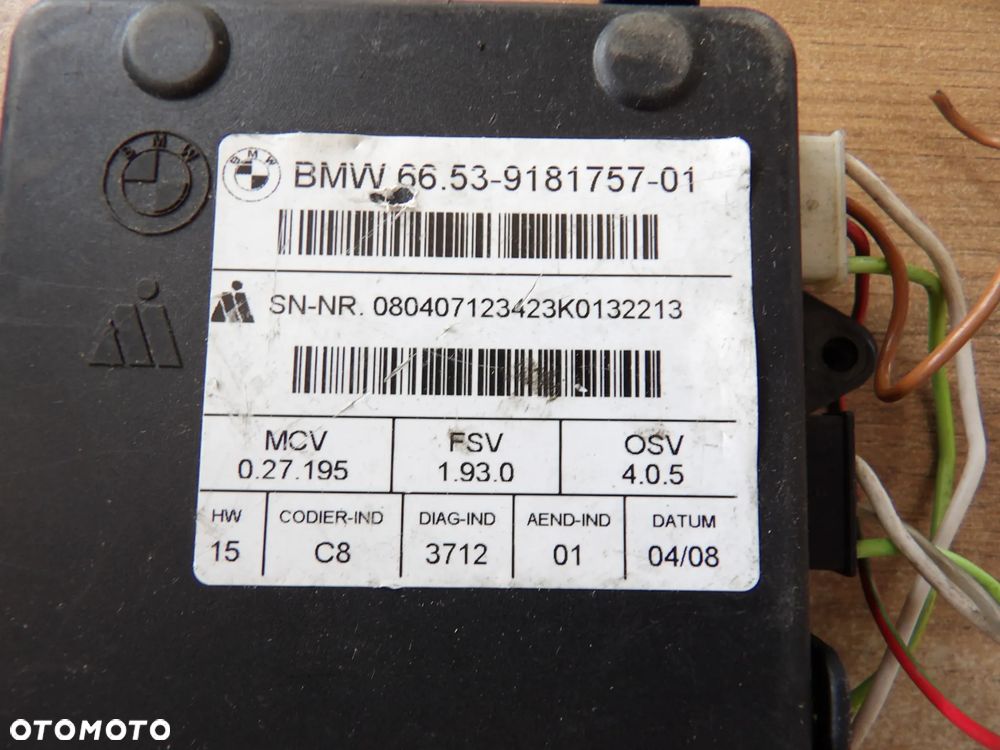 BMW
BMW
BMW 66.53-9181757-01
SN-NR. 080407123423K0132213
MCV FSV OSV
0.27.195 1.93.0 4.0.5
HW CODIER-IND DIAG-IND AEND-IND DATUM
15 C8 3712 01 04/08
OTOMOTO